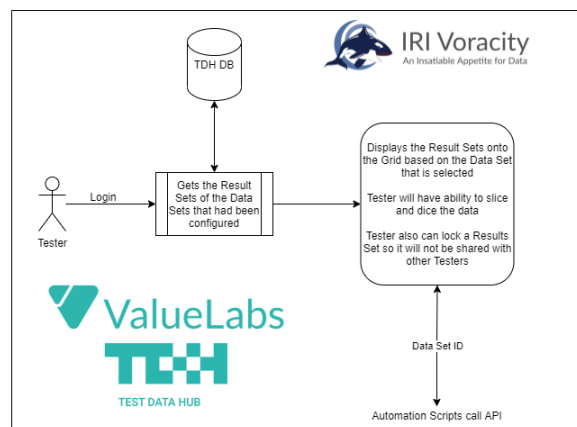 TDH DB
IRI Voracity
An Insatiable Appetite for Data
Tester
Login
Gets the Result
Sets of the Data
Sets that had been
configured
Displays the Result Sets onto
the Grid based on the Data Set
that is selected
Tester will have ability to slice
and dice the data
Tester also can lock a Results
Set so it will not be shared with
other Testers
ValueLabs
TDH
TEST DATA HUB
Data Set ID
Automation Scripts call API